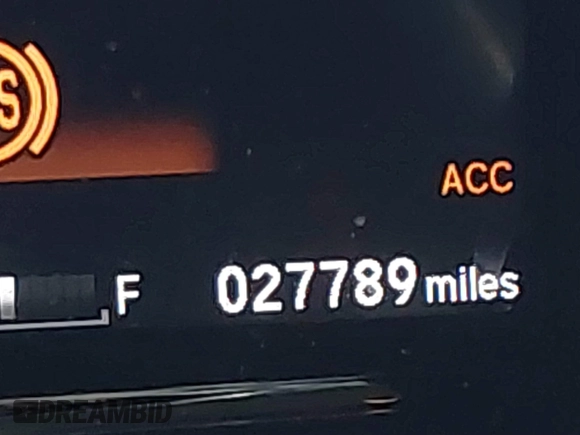 S
ACC
F 027789 miles
DREAMBID